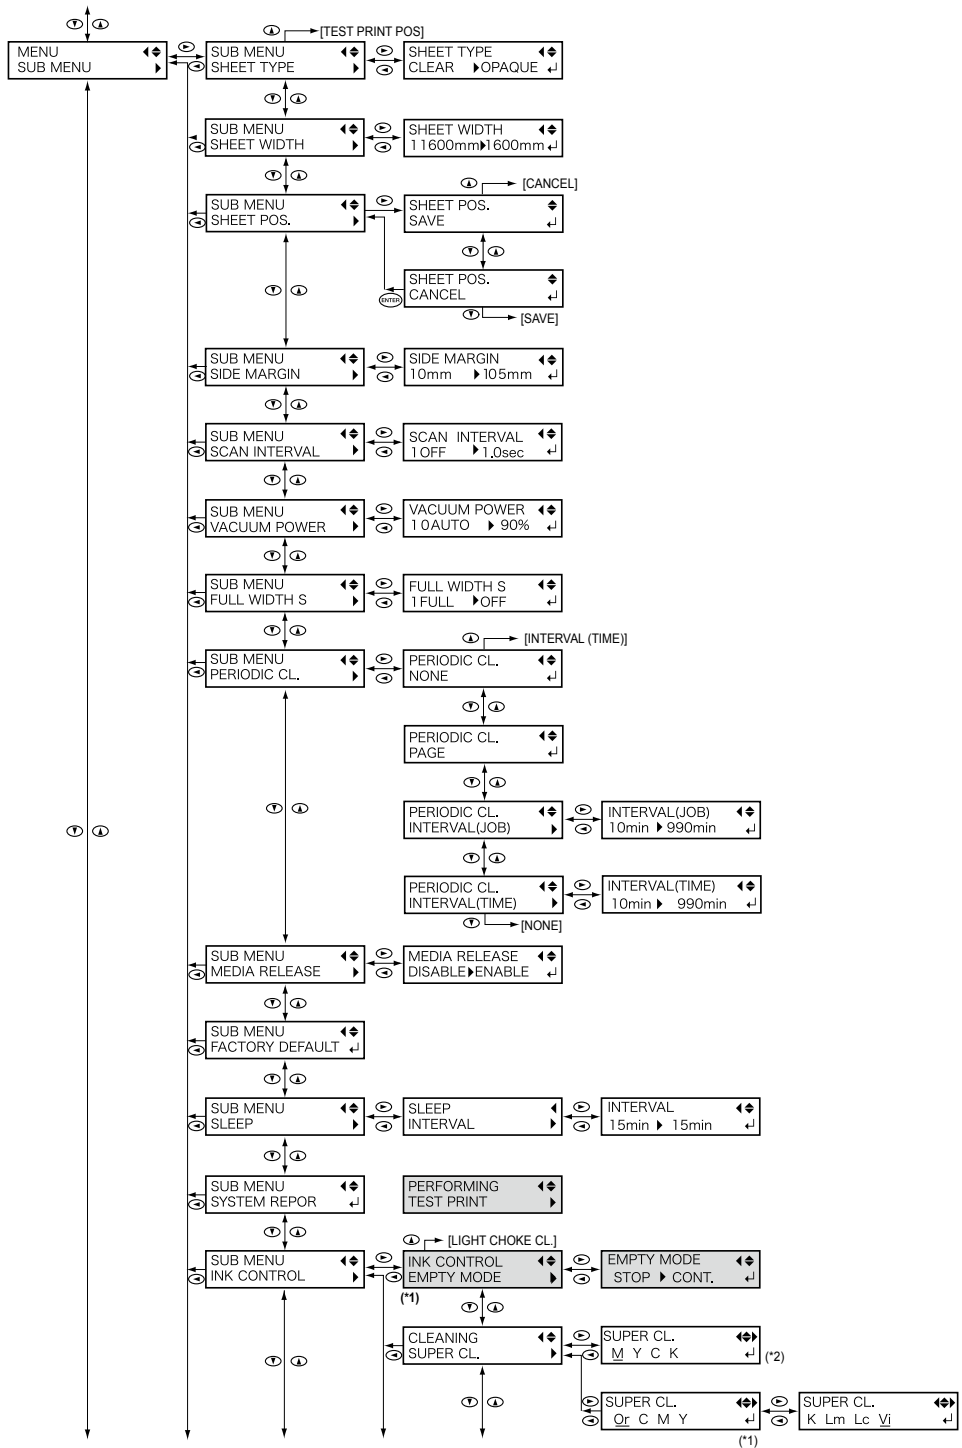 [TEST PRINT POS]
MENU
SUB MENU
SUB MENU
SHEET TYPE
SHEET TYPE
CLEAR OPAQUE
SUB MENU
SHEET WIDTH
SHEET WIDTH
11600mm 1600mm
[CANCEL]
SUB MENU
SHEET POS.
SHEET POS.
SAVE
SHEET POS.
CANCEL
ENTER
[SAVE]
SUB MENU
SIDE MARGIN
SIDE MARGIN
10mm 105mm
SUB MENU
SCAN INTERVAL
SCAN INTERVAL
1OFF 1.0sec
SUB MENU
VACUUM POWER
VACUUM POWER
10AUTO 90%
SUB MENU
FULL WIDTH S
FULL WIDTH S
1FULL OFF
[INTERVAL (TIME)]
SUB MENU
PERIODIC CL.
PERIODIC CL.
NONE
PERIODIC CL.
PAGE
PERIODIC CL.
INTERVAL(JOB)
INTERVAL(JOB)
10min 990min
PERIODIC CL.
INTERVAL(TIME)
INTERVAL(TIME)
10min 990min
[NONE]
SUB MENU
MEDIA RELEASE
MEDIA RELEASE
DISABLE ENABLE
SUB MENU
FACTORY DEFAULT
SUB MENU
SLEEP
SLEEP
INTERVAL
INTERVAL
15min 15min
SUB MENU
SYSTEM REPOR
PERFORMING
TEST PRINT
[LIGHT CHOKE CL.]
SUB MENU
INK CONTROL
INK CONTROL
EMPTY MODE
(*1)
EMPTY MODE
STOP CONT.
CLEANING
SUPER CL.
SUPER CL.
M Y C K
(*2)
SUPER CL.
Or C M Y
(*1)
SUPER CL.
K Lm Lc Vi